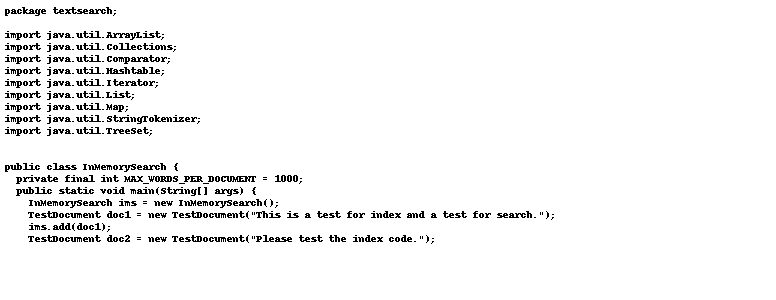 package textsearch;
import java.util.ArrayList;
import java.util.Collections;
import java.util.Comparator;
import java.util.Hashtable;
import java.util.Iterator;
import java.util.List;
import java.util.Map;
import java.util.StringTokenizer;
import java.util.TreeSet;
public class InMemorySearch {
private final int MAX_WORDS_PER_DOCUMENT = 1000;
public static void main(String[] args) {
InMemorySearch ims = new InMemorySearch();
TestDocument doc1 = new TestDocument("This is a test for index and a test for search.");
ims.add(doc1);
TestDocument doc2 = new TestDocument("Please test the index code.");